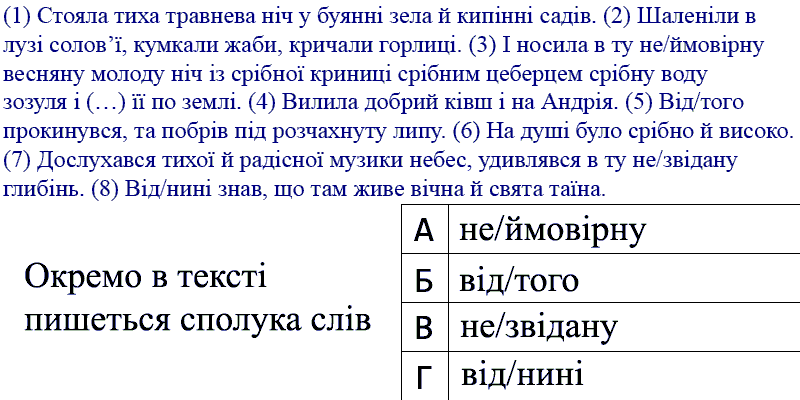 (1) Стояла тиха травнева ніч у буянні зела й кипінні садів. (2) Шаленіли в
лузі солов’ї, кумкали жаби, кричали горлиці. (3) І носила в ту не/ймовірну
весняну молоду ніч із срібної криниці срібним цеберцем срібну воду
зозуля і (…) її по землі. (4) Вилила добрий ківш і на Андрія. (5) Від/того
прокинувся, та побрів під розчахнуту липу. (6) На душі було срібно й високо.
(7) Дослухався тихої й радісної музики небес, удивлявся в ту не/звідану
глибінь. (8) Від/нині знав, що там живе вічна й свята таїна.
Окремо в тексті
пишеться сполука слів
А не/ймовірну
Б від/того
В не/звідану
Г від/нині